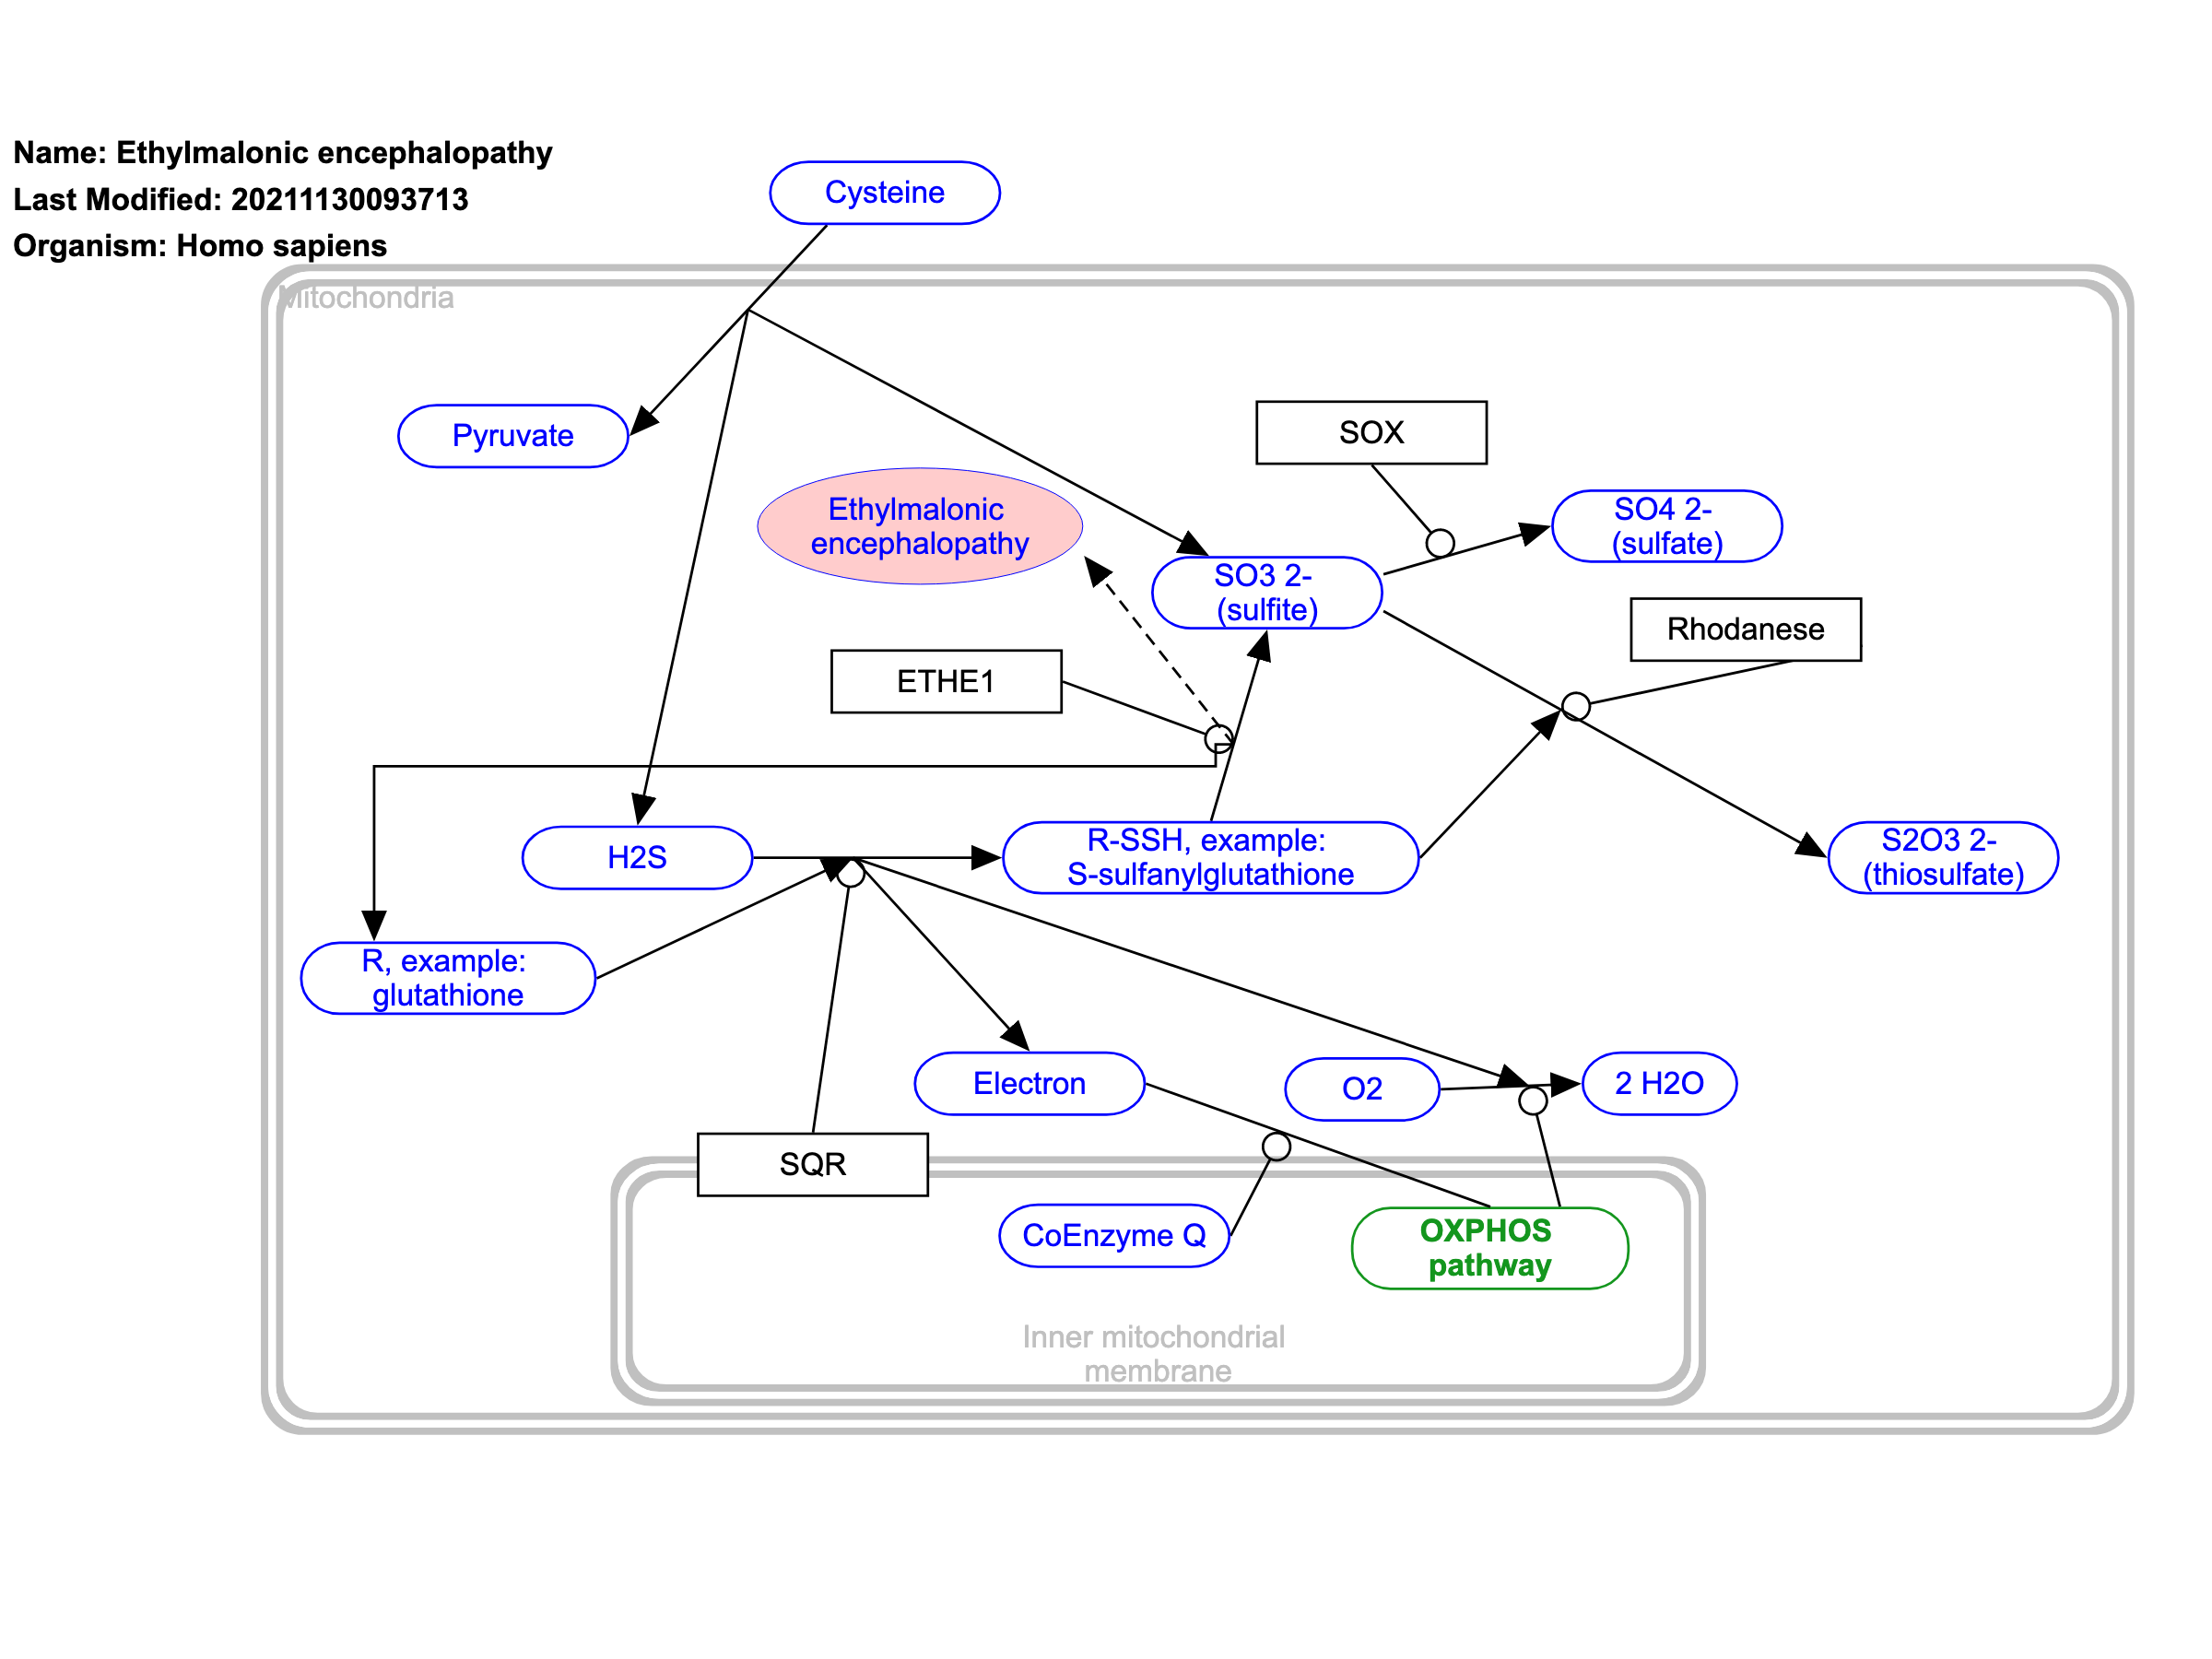 Name: Ethylmalonic encephalopathy
Last Modified: 20211130093713
Organism: Homo sapiens
Cysteine
Mitochondria
Pyruvate
SOX
Ethylmalonic
encephalopathy
SO4 2-
(sulfate)
SO3 2-
(sulfite)
Rhodanese
ETHE1
H2S
R-SSH, example:
S-sulfanylglutathione
S2O3 2-
(thiosulfate)
R, example:
glutathione
Electron
O2
2 H2O
SQR
CoEnzyme Q
OXPHOS
pathway
Inner mitochondrial
membrane